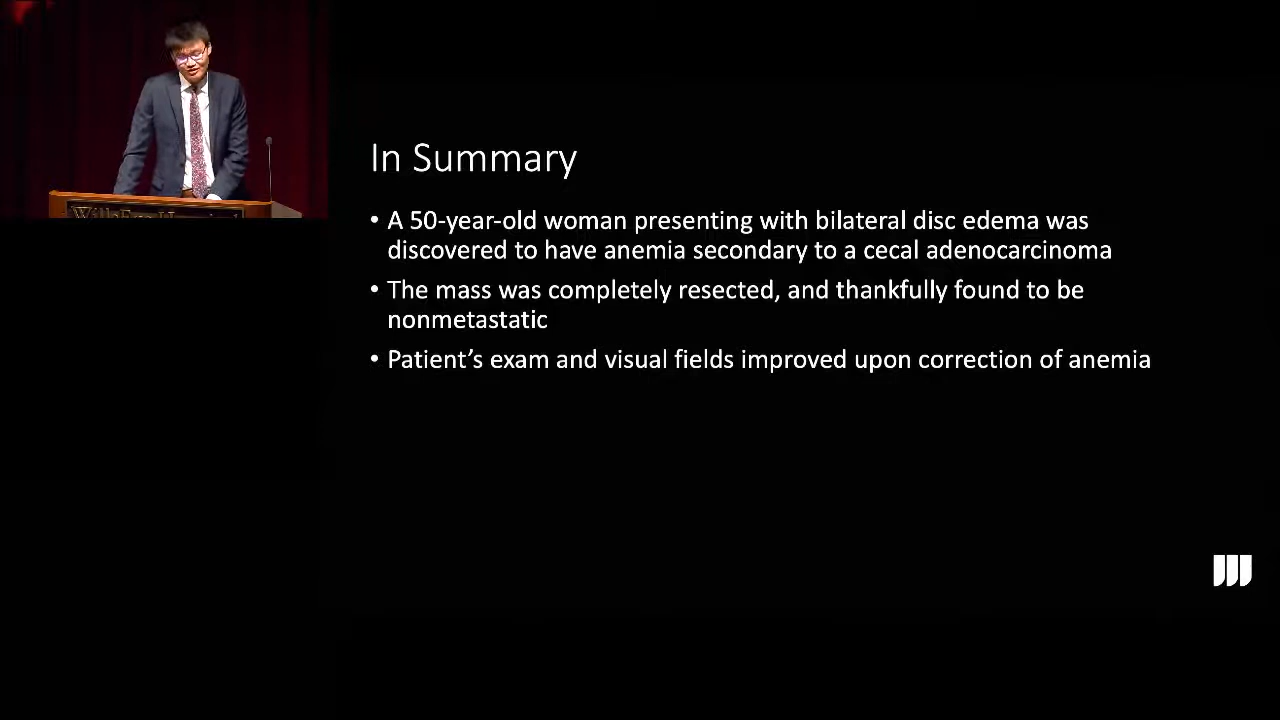 In Summary
• A 50-year-old woman presenting with bilateral disc edema was
discovered to have anemia secondary to a cecal adenocarcinoma
• The mass was completely resected, and thankfully found to be
nonmetastatic
• Patient’s exam and visual fields improved upon correction of anemia